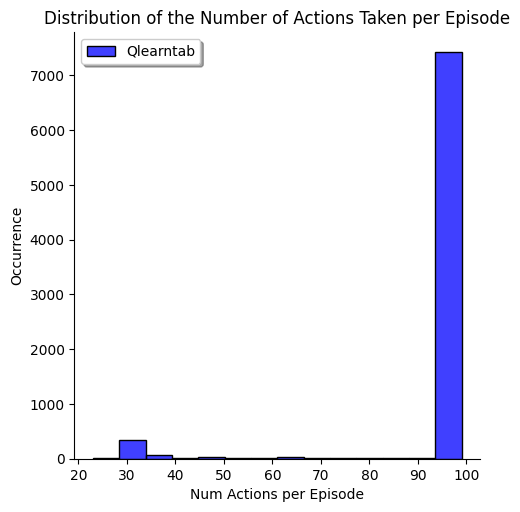 Distribution of the Number of Actions Taken per Episode
Qlearntab
7000
6000
5000
4000
3000
2000
1000
0
Occurrence
20 30 40 50 60 70 80 90 100
Num Actions per Episode